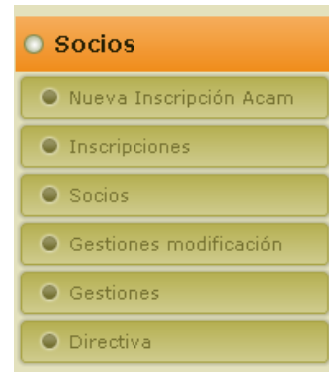 Socios
Nueva Inscripción Acam
Inscripciones
Socios
Gestiones modificación
Gestiones
Directiva